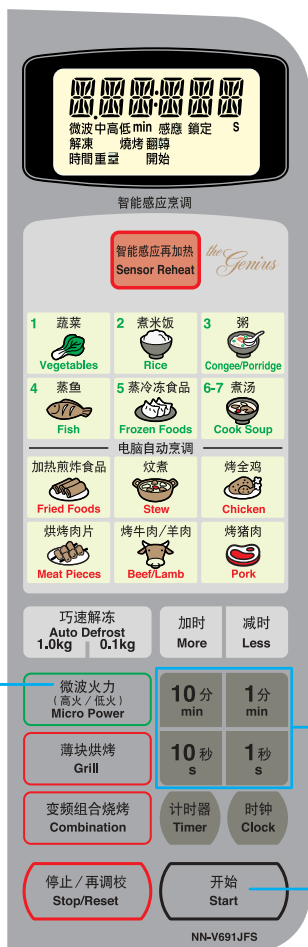 微波中高低min 感應 鎖定 S
解凍 燒烤 翻轉
時間重量 開始
智能感应烹调
智能感应再加热
Sensor Reheat
the Genius
1 蔬菜
Vegetables
2 煮米饭
Rice
3 粥
Congee/Porridge
4 蒸鱼
Fish
5 蒸冷冻食品
Frozen Foods
6-7 煮汤
Cook Soup
电脑自动烹调
加热煎炸食品
Fried Foods
炆煮
Stew
烤全鸡
Chicken
烘烤肉片
Meat Pieces
烤牛肉/羊肉
Beef/Lamb
烤猪肉
Pork
巧速解冻
Auto Defrost
1.0kg 0.1kg
加时
More
减时
Less
微波火力
(高火/低火)
Micro Power
10分
min
1分
min
薄块烘烤
Grill
10秒
s
1秒
s
变频组合烧烤
Combination
计时器
Timer
时钟
Clock
停止/再调校
Stop/Reset
开始
Start
NN-V691JFS